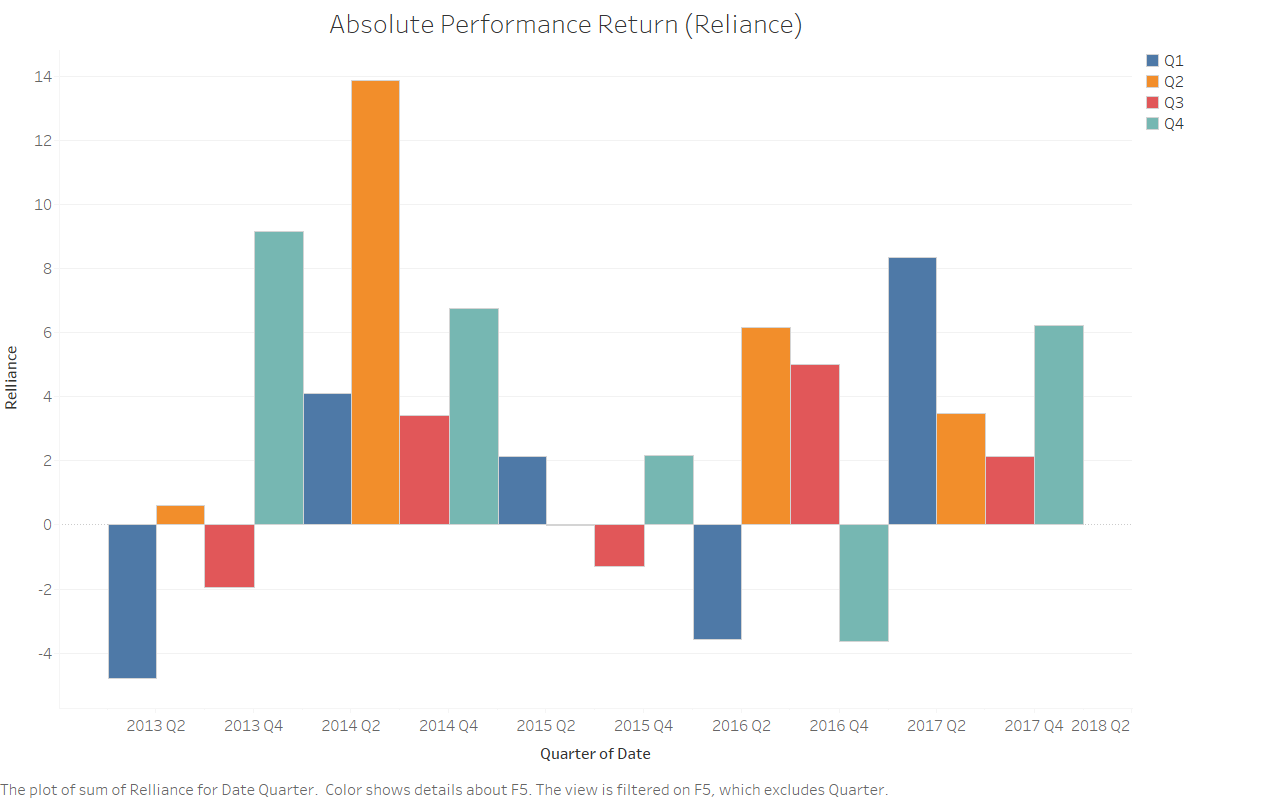 Absolute Performance Return (Reliance)
Q1
Q2
Q3
Q4
14
12
10
8
6
4
2
0
-2
-4
Relliance
2013 Q2 2013 Q4 2014 Q2 2014 Q4 2015 Q2 2015 Q4 2016 Q2 2016 Q4 2017 Q2 2017 Q4 2018 Q2
Quarter of Date
The plot of sum of Relliance for Date Quarter.  Color shows details about F5. The view is filtered on F5, which excludes Quarter.